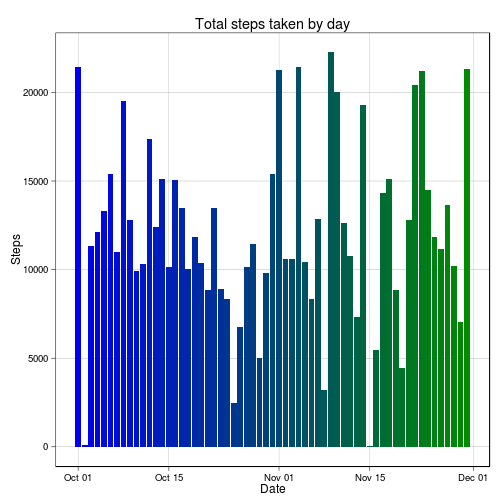 Total steps taken by day
Steps
20000
15000
10000
5000
0
Oct 01 Oct 15 Nov 01 Nov 15 Dec 01
Date